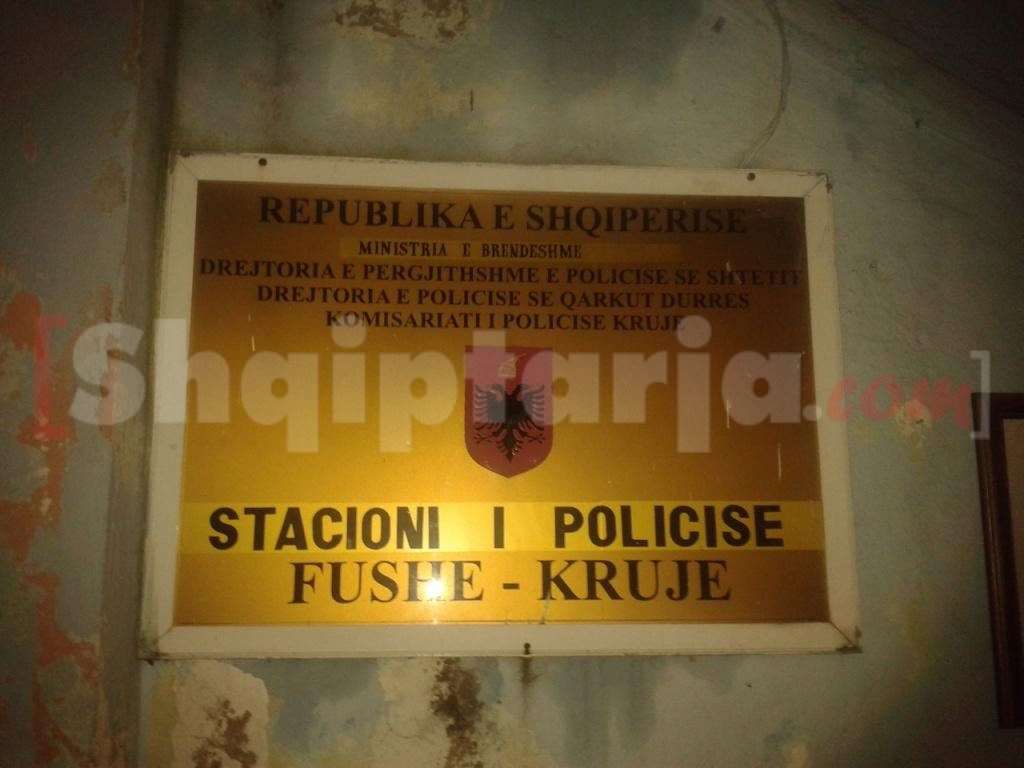 REPUBLIKA E SHQIPERISE
MINISTRIA E BRENDESHME
DREJTORIA E PERGJITHSHME E POLICISE SE SHTETIT
DREJTORIA E POLICISE SE QARKUT DURRES
KOMISARIATI I POLICISE KRUJE
[Shqiptarja.com]
STACIONI I POLICISE
FUSHE - KRUJE